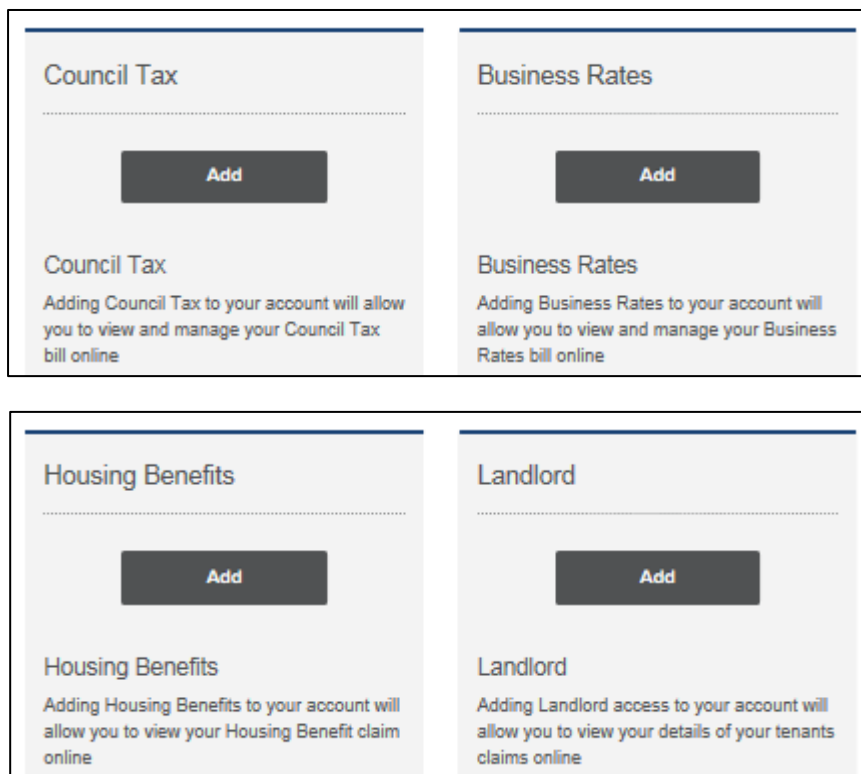 Council Tax
Add
Council Tax
Adding Council Tax to your account will allow
you to view and manage your Council Tax
bill online
Business Rates
Add
Business Rates
Adding Business Rates to your account will
allow you to view and manage your Business
Rates bill online
Housing Benefits
Add
Housing Benefits
Adding Housing Benefits to your account will
allow you to view your Housing Benefit claim
online
Landlord
Add
Landlord
Adding Landlord access to your account will
allow you to view your details of your tenants
claims online